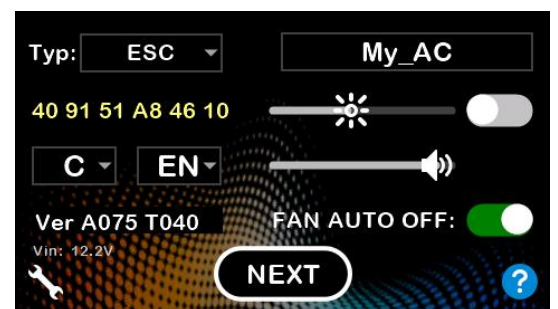 Typ: ESC My_AC
40 91 51 A8 46 10
C EN
Ver A075 T040 FAN AUTO OFF:
Vin: 12.2V
NEXT ?